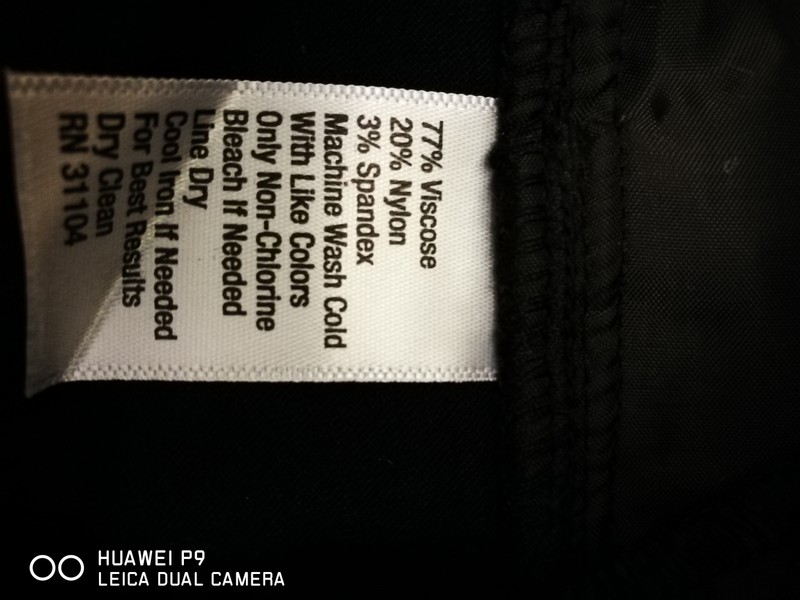 77% Viscose
20% Nylon
3% Spandex
Machine Wash Cold
With Like Colors
Only Non-Chlorine
Bleach If Needed
Line Dry
Cool Iron If Needed
For Best Results
Dry Clean
RN 31104
HUAWEI P9
LEICA DUAL CAMERA